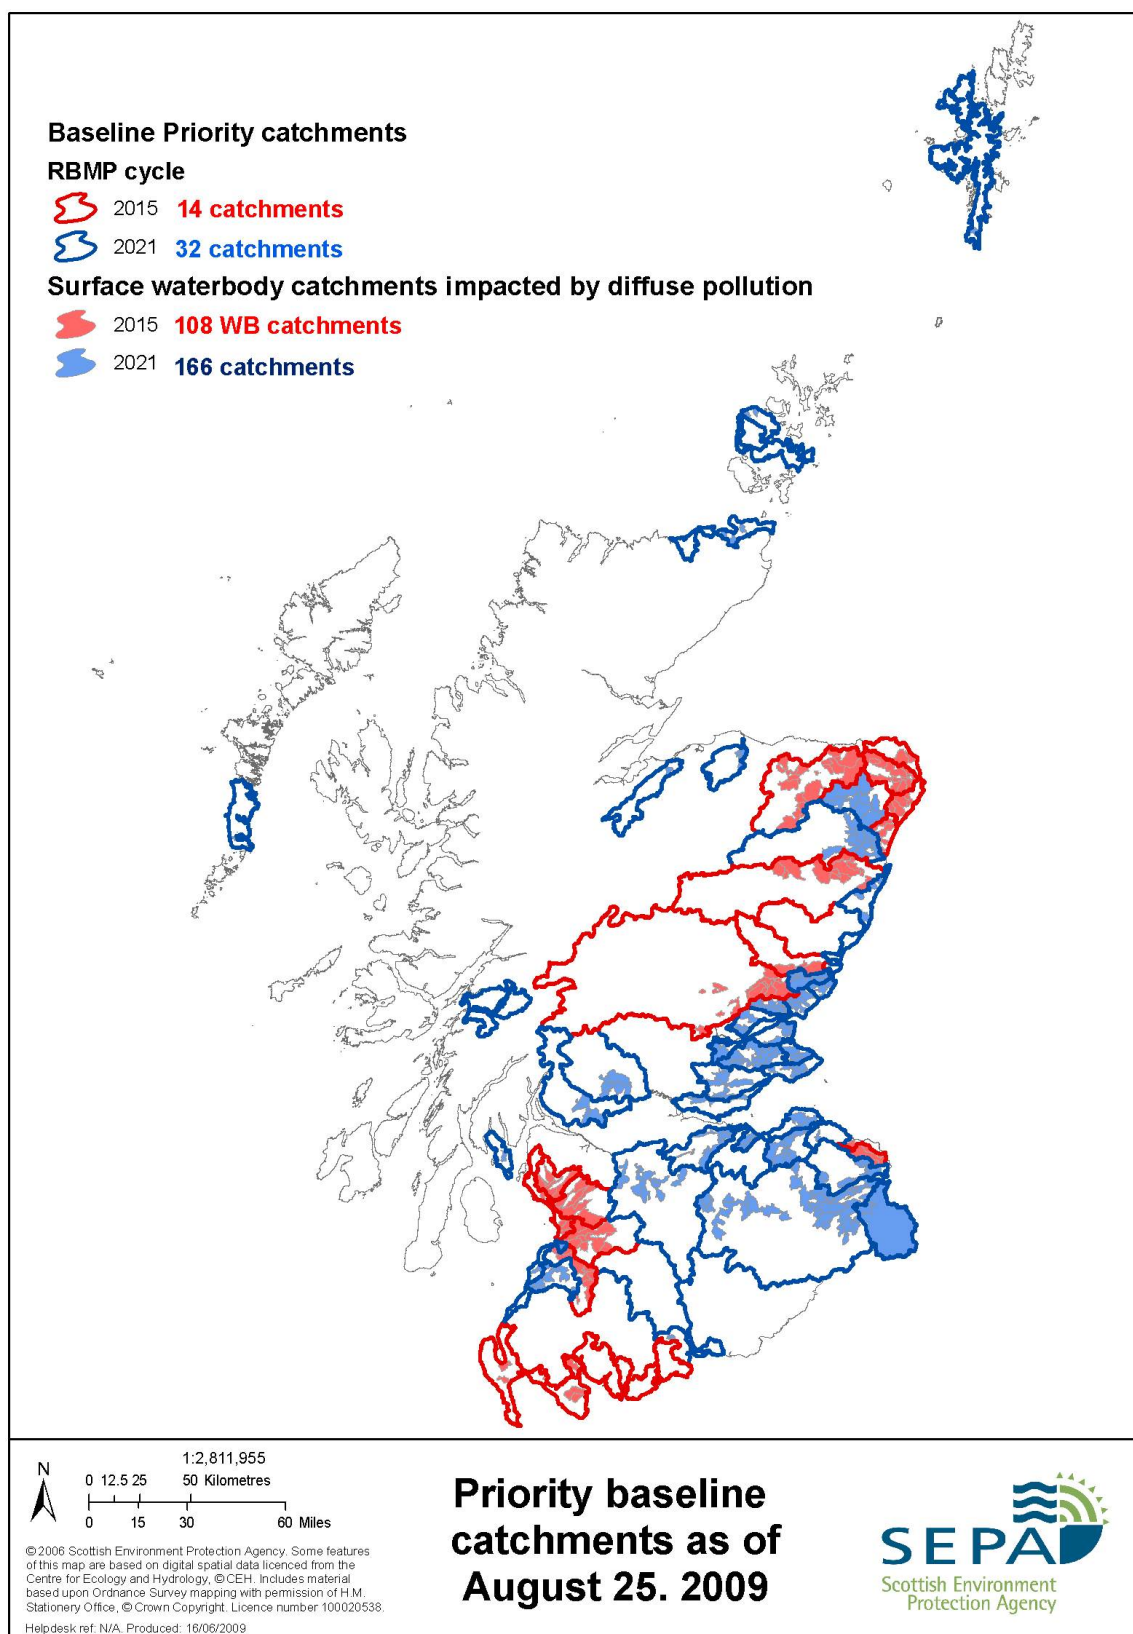 Baseline Priority catchments
RBMP cycle
2015 14 catchments
2021 32 catchments
Surface waterbody catchments impacted by diffuse pollution
2015 108 WB catchments
2021 166 catchments
N
1:2,811,955
0 12.5 25 50 Kilometres
0 15 30 60 Miles
© 2006 Scottish Environment Protection Agency. Some features
of this map are based on digital spatial data licenced from the
Centre for Ecology and Hydrology, © CEH. Includes material
based upon Ordnance Survey mapping with permission of H.M.
Stationery Office, © Crown Copyright. Licence number 100020538.
Helpdesk ref: N/A. Produced: 16/06/2009
Priority baseline
catchments as of
August 25. 2009
SEPA
Scottish Environment
Protection Agency